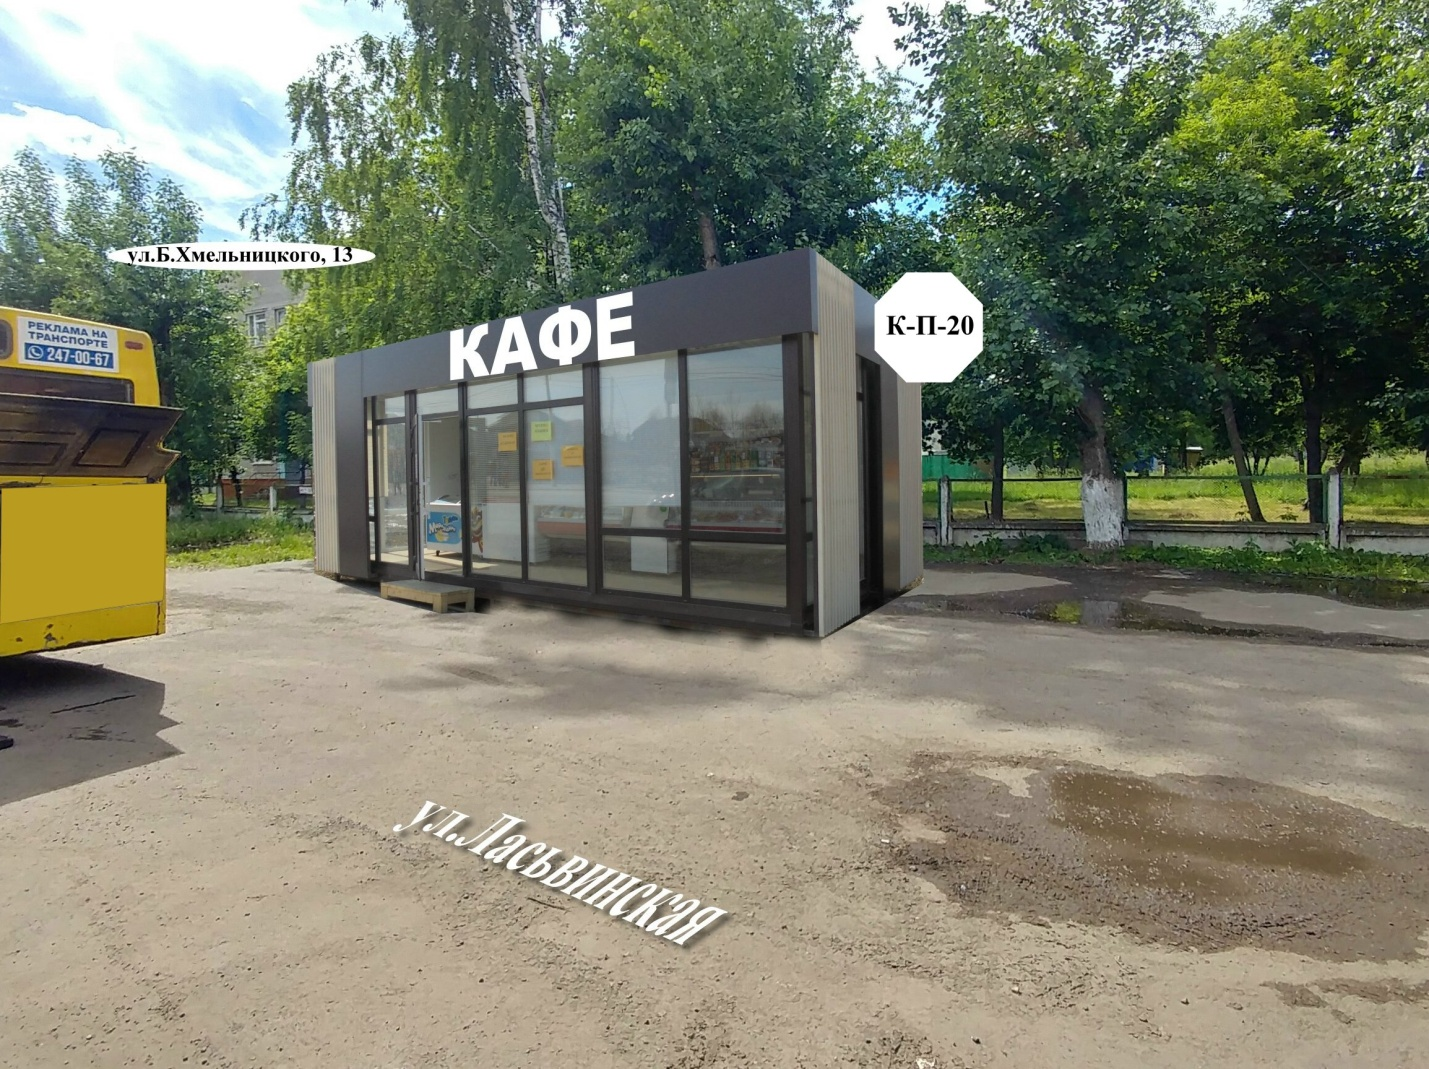 ул.Б.Хмельницкого, 13
РЕКЛАМА НА
ТРАНСПОРТЕ
247-00-67
КАФЕ
К-П-20
ул.Ласьвинская